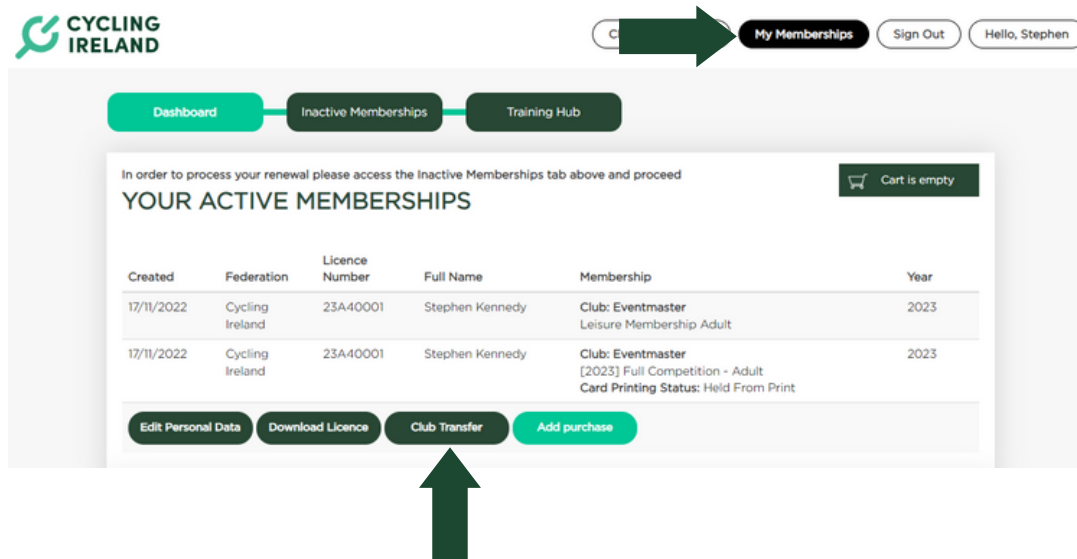 CYCLING
IRELAND
My Memberships
Sign Out
Hello, Stephen
Dashboard
Inactive Memberships
Training Hub
In order to process your renewal please access the Inactive Memberships tab above and proceed
Cart is empty
YOUR ACTIVE MEMBERSHIPS
Created Federation Licence Number Full Name Membership Year
17/11/2022 Cycling Ireland 23A40001 Stephen Kennedy Club: Eventmaster 2023
Leisure Membership Adult
17/11/2022 Cycling Ireland 23A40001 Stephen Kennedy Club: Eventmaster 2023
[2023] Full Competition - Adult
Card Printing Status: Held From Print
Edit Personal Data
Download Licence
Club Transfer
Add purchase